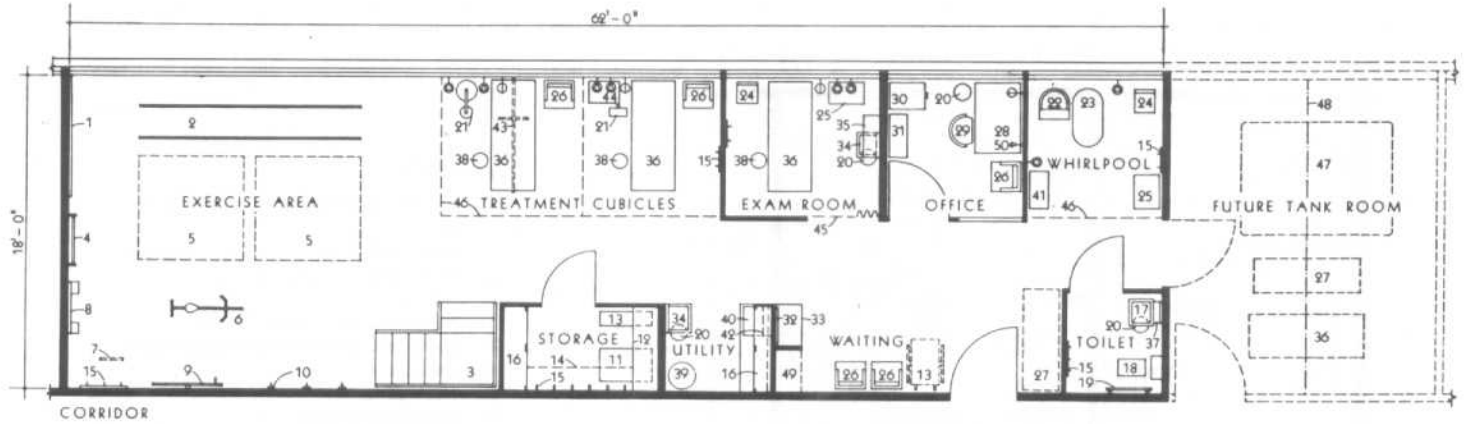 62'-0"
18'-0"
1
2
EXERCISE AREA
5 5
4
8
6
7
15 9 10
3
CORRIDOR
21 43 26
38 36
46 TREATMENT CUBICLES
44 26
21
38 36
15
24
25
35
34
38 36 20
EXAM ROOM
45
30 20
31 29 28
50
26
OFFICE
22 23 24
15
WHIRLPOOL
41 25
46
48
47
FUTURE TANK ROOM
27
36
13
STORAGE 12
16 14 11
15
34
20
UTILITY
39
40
42
16
32 33
49
WAITING
26 26 13
27
17
20
TOILET 37
15 18
19